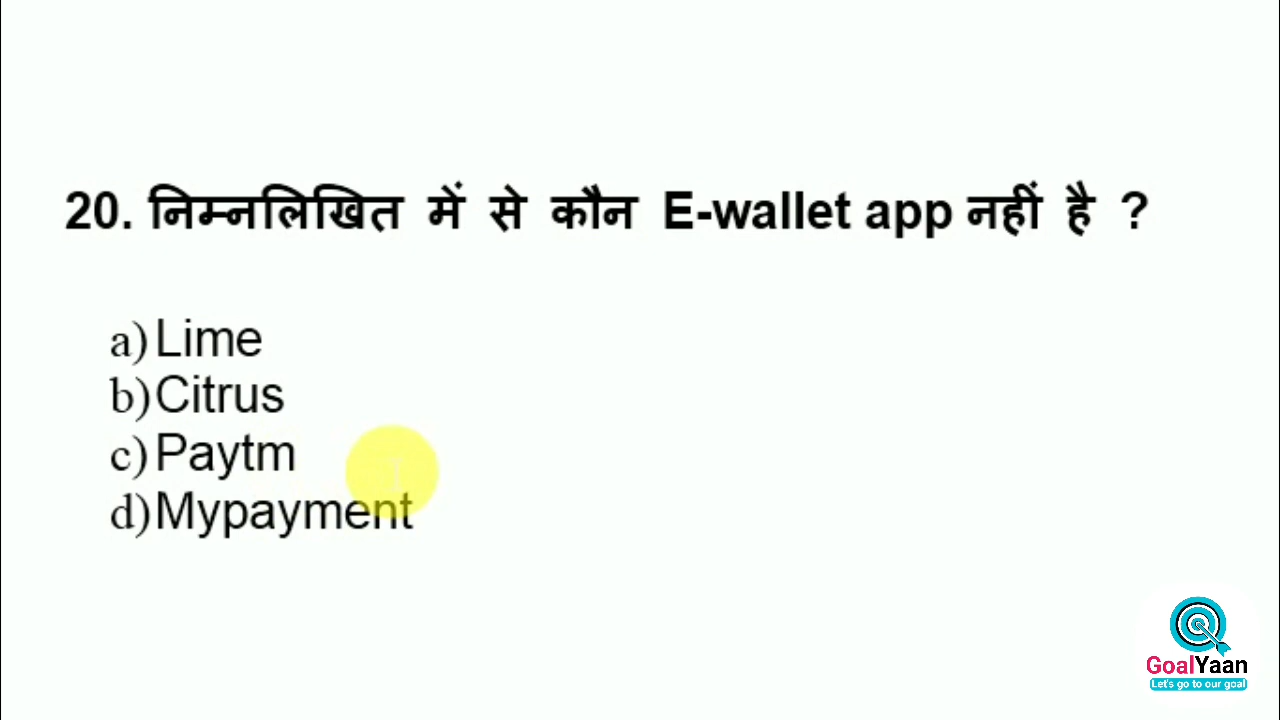 20. निम्नलिखित में से कौन E-wallet app नहीं है ?
a) Lime
b) Citrus
c) Paytm
d) Mypayment
GoalYaan
Let's go to our goal